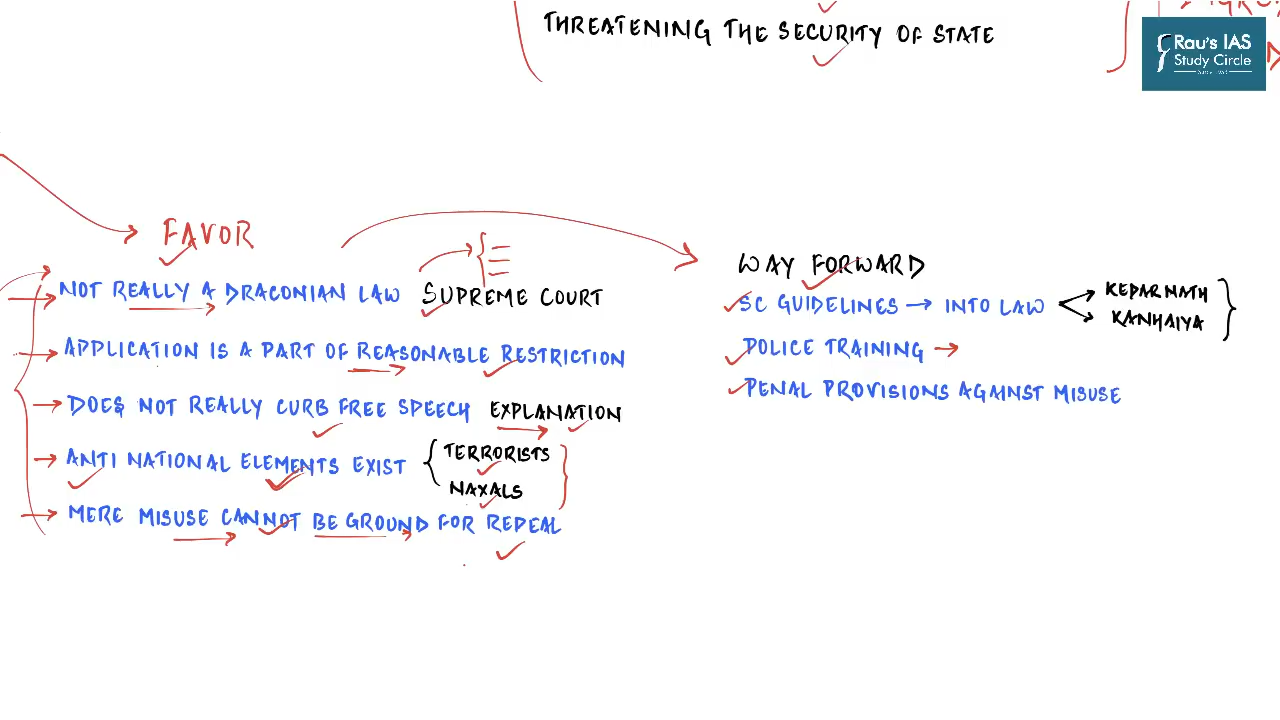 THREATENING THE SECURITY OF STATE
Rau's IAS
Study Circle
FAVOR
NOT REALLY A DRACONIAN LAW SUPREME COURT
APPLICATION IS A PART OF REASONABLE RESTRICTION
DOES NOT REALLY CURB FREE SPEECH EXPLANATION
ANTI NATIONAL ELEMENTS EXIST TERRORISTS
NAXALS
MERE MISUSE CANNOT BE GROUND FOR REPEAL
WAY FORWARD
SC GUIDELINES → INTO LAW KEDARNATH
KANHAIYA
POLICE TRAINING →
PENAL PROVISIONS AGAINST MISUSE